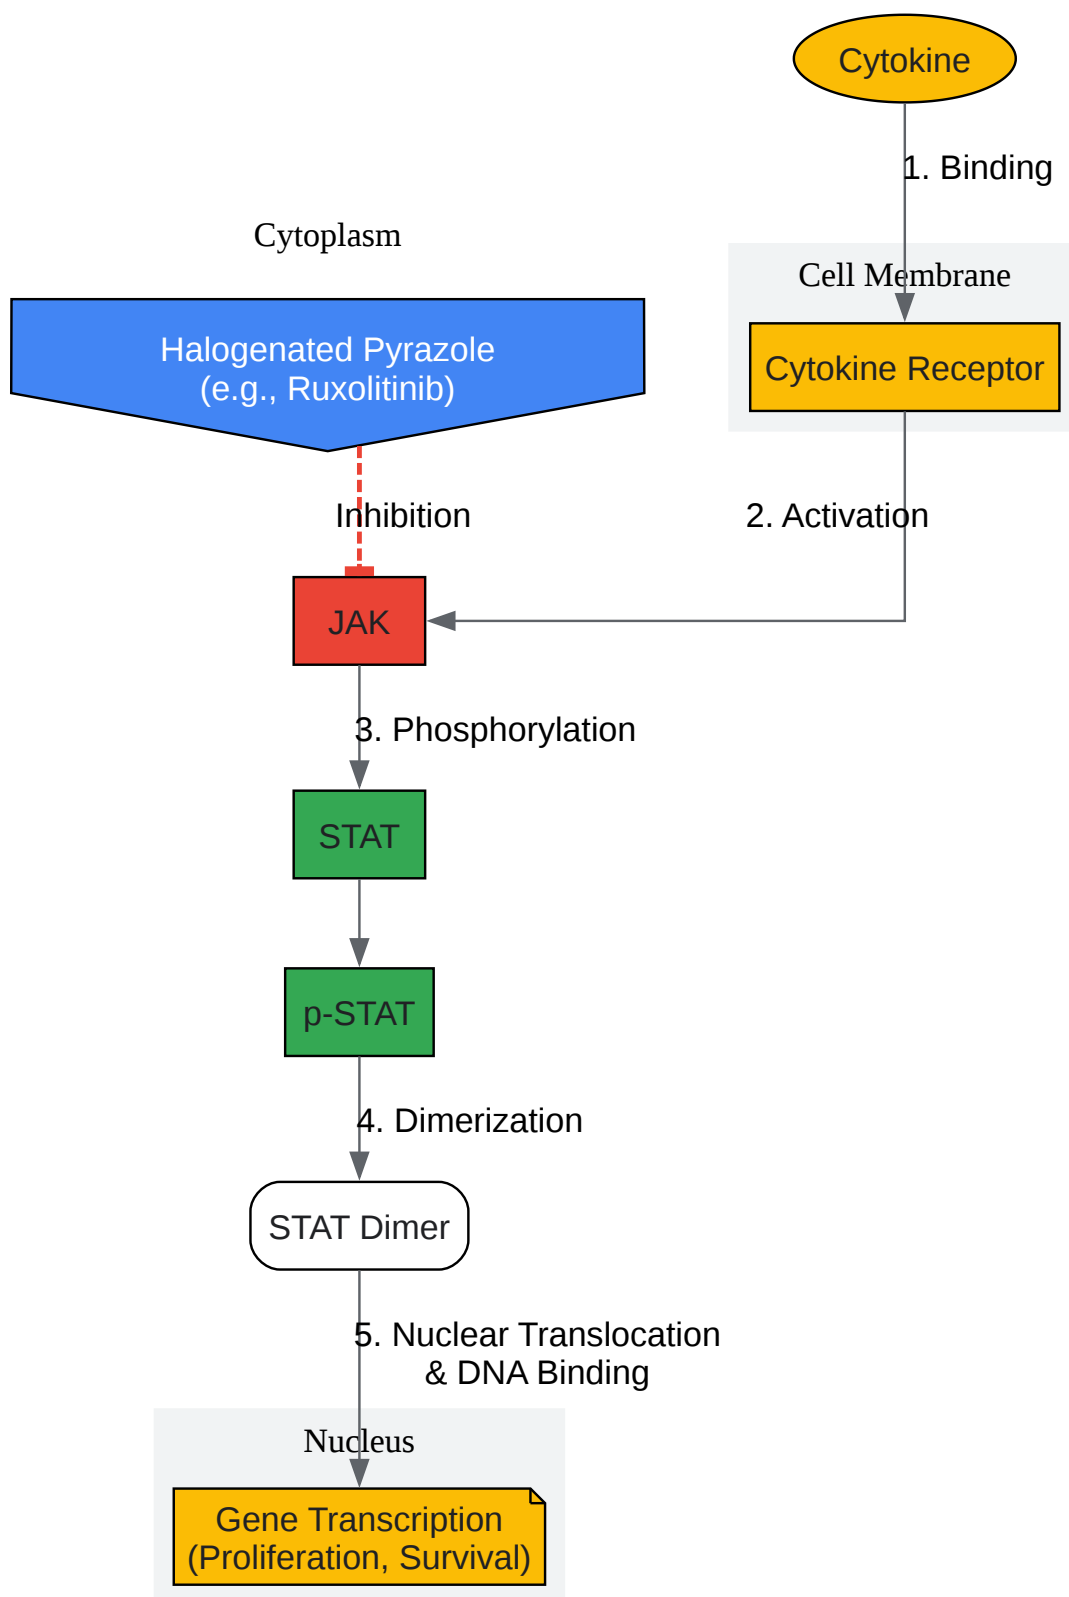 Cytokine
1. Binding
Cytoplasm
Cell Membrane
Halogenated Pyrazole
(e.g., Ruxolitinib)
Cytokine Receptor
Inhibition
2. Activation
JAK
3. Phosphorylation
STAT
p-STAT
4. Dimerization
STAT Dimer
5. Nuclear Translocation
& DNA Binding
Nucleus
Gene Transcription
(Proliferation, Survival)